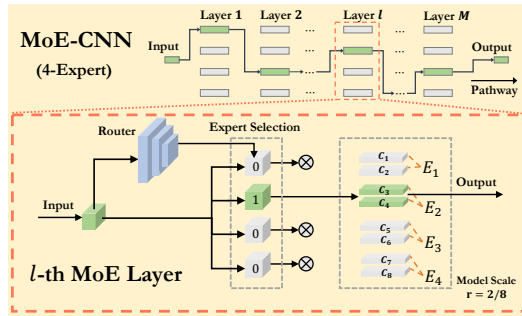 MoE-CNN
(4-Expert)
Layer 1 Layer 2 Layer l Layer M
Input
... ...
... ...
... ...
... ...
Output
Pathway
Router
Expert Selection
Input
0
1
0
0
C₁
C₂
E₁
C₃
C₄
E₂
C₅
C₆
E₃
C₇
C₈
E₄
Output
l-th MoE Layer
Model Scale
r = 2/8